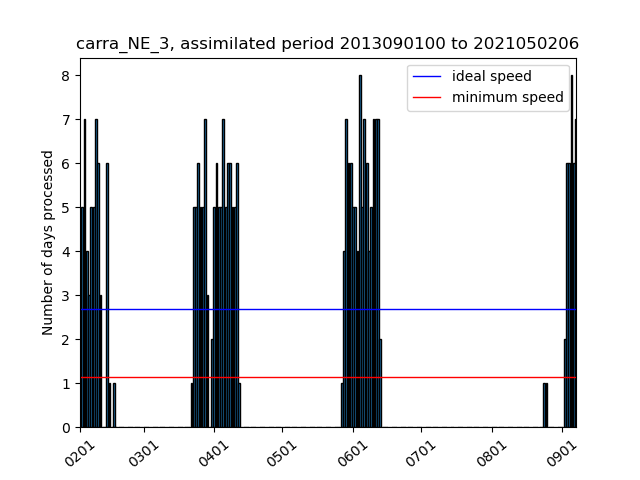 carra_NE_3, assimilated period 2013090100 to 2021050206
ideal speed
minimum speed
Number of days processed
8
7
6
5
4
3
2
1
0
0201 0301 0401 0501 0601 0701 0801 0901